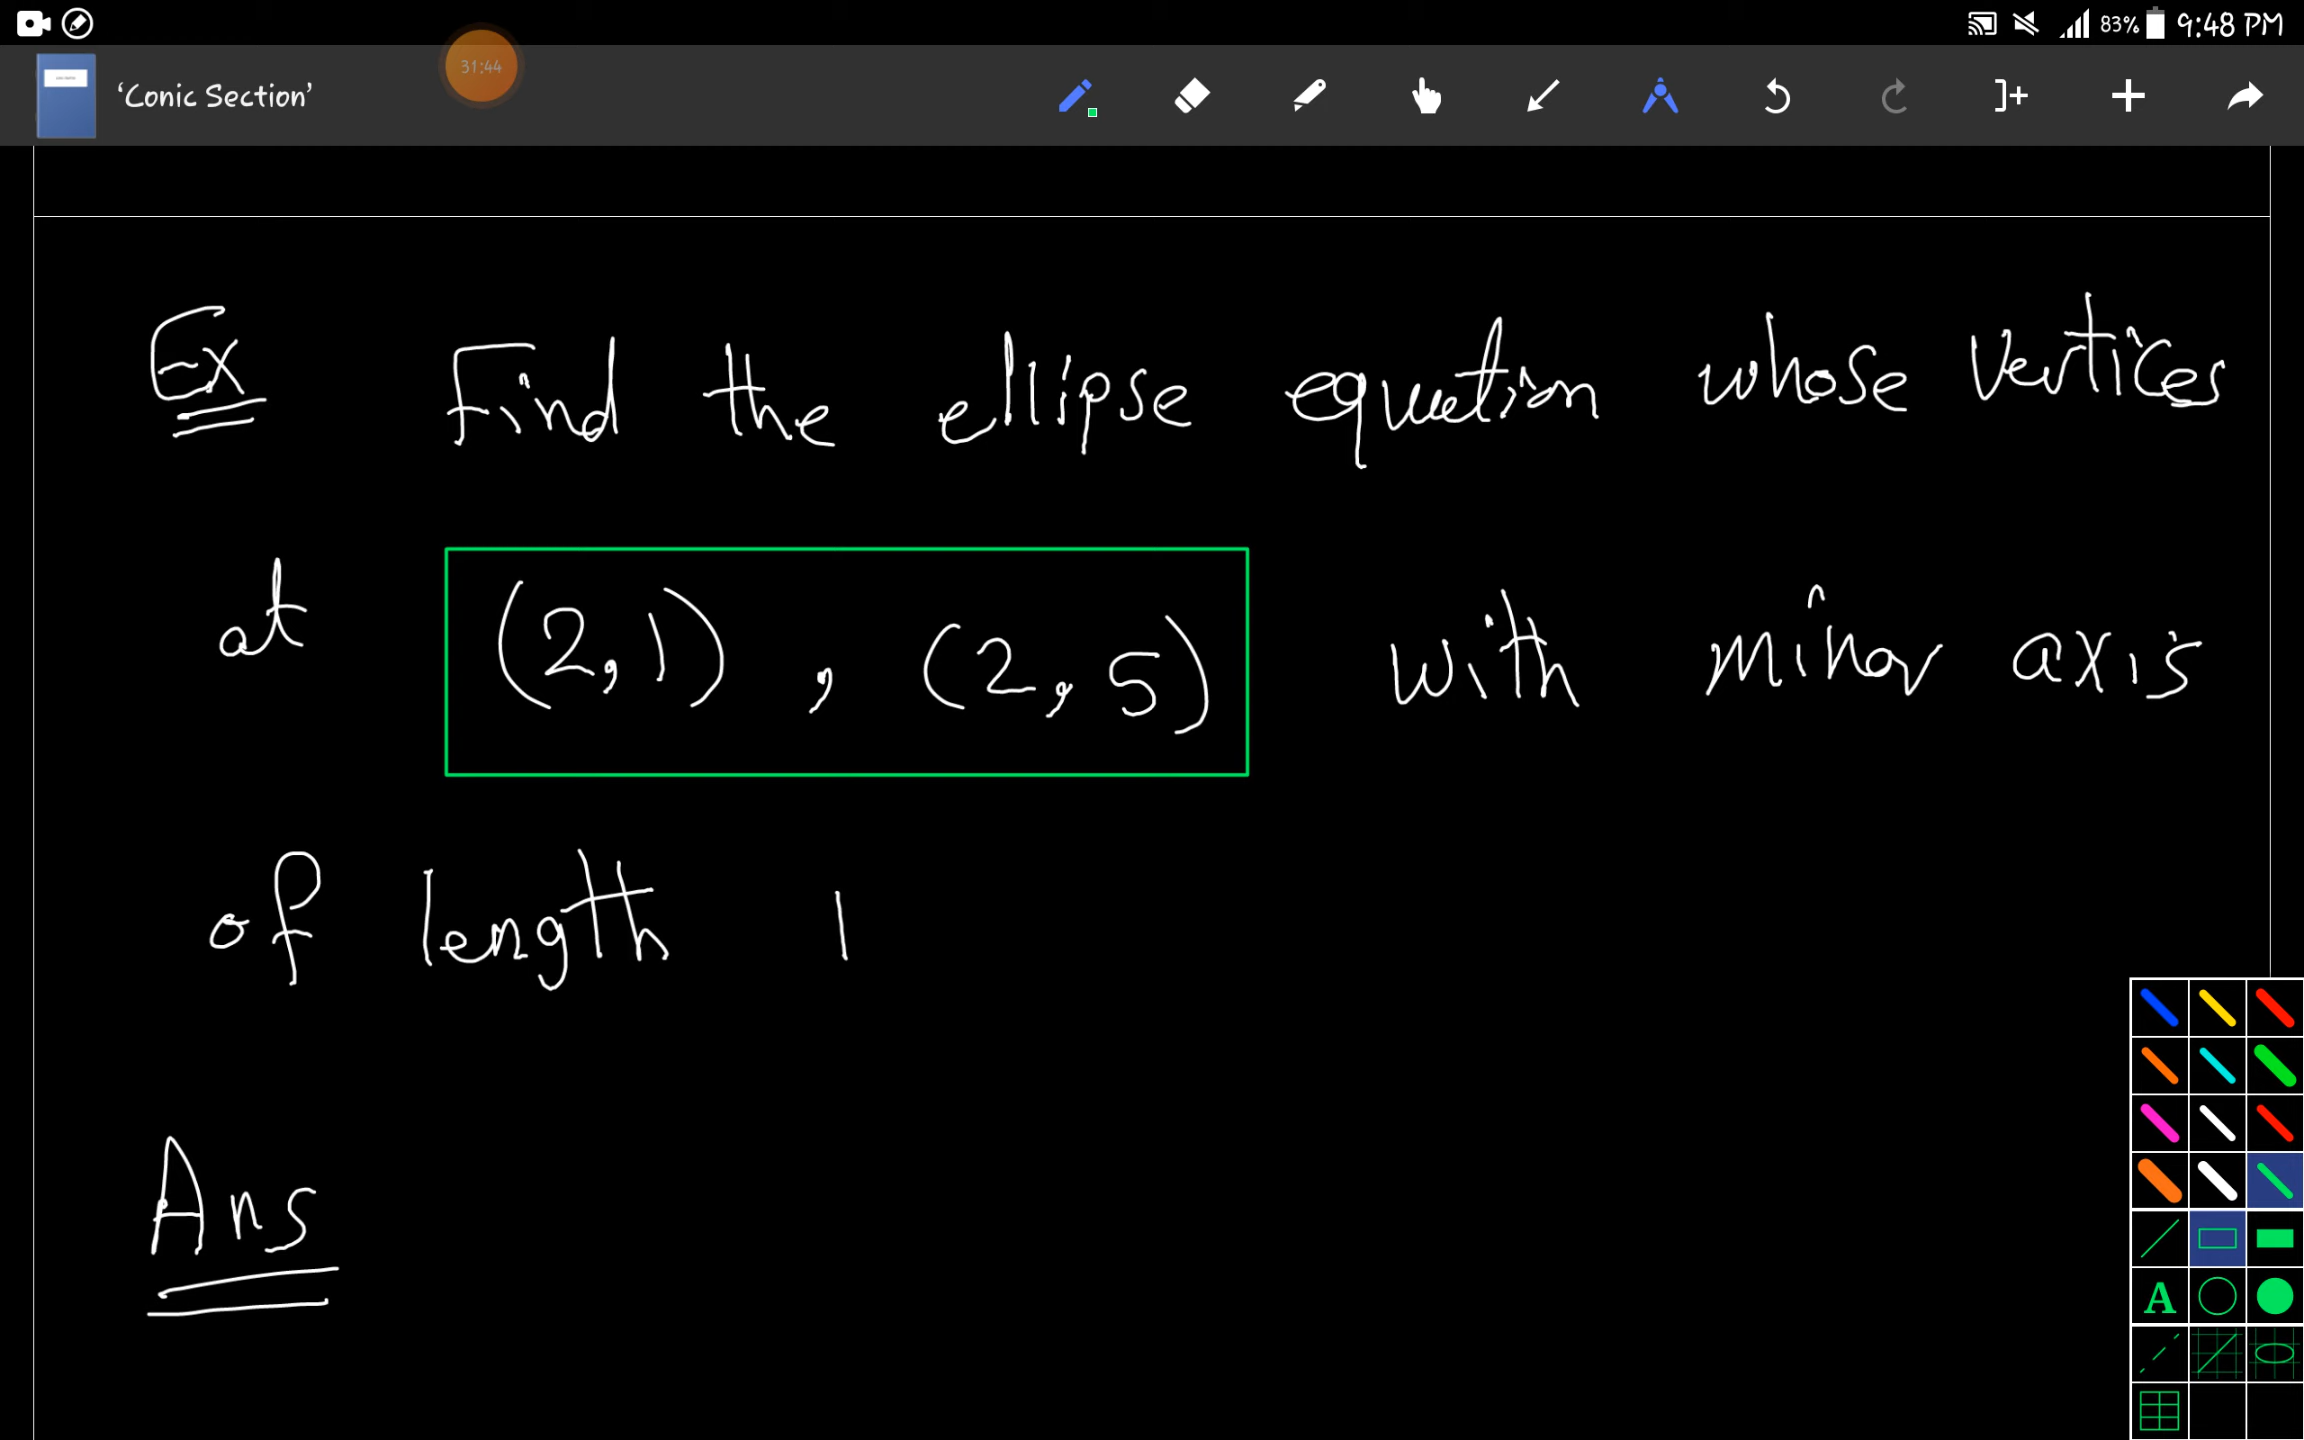 83% 9:48 PM
'Conic Section' 31:44
Ex Find the ellipse equation whose vertices
at (2,1) , (2,5) with minor axis
of length 1
Ans
A